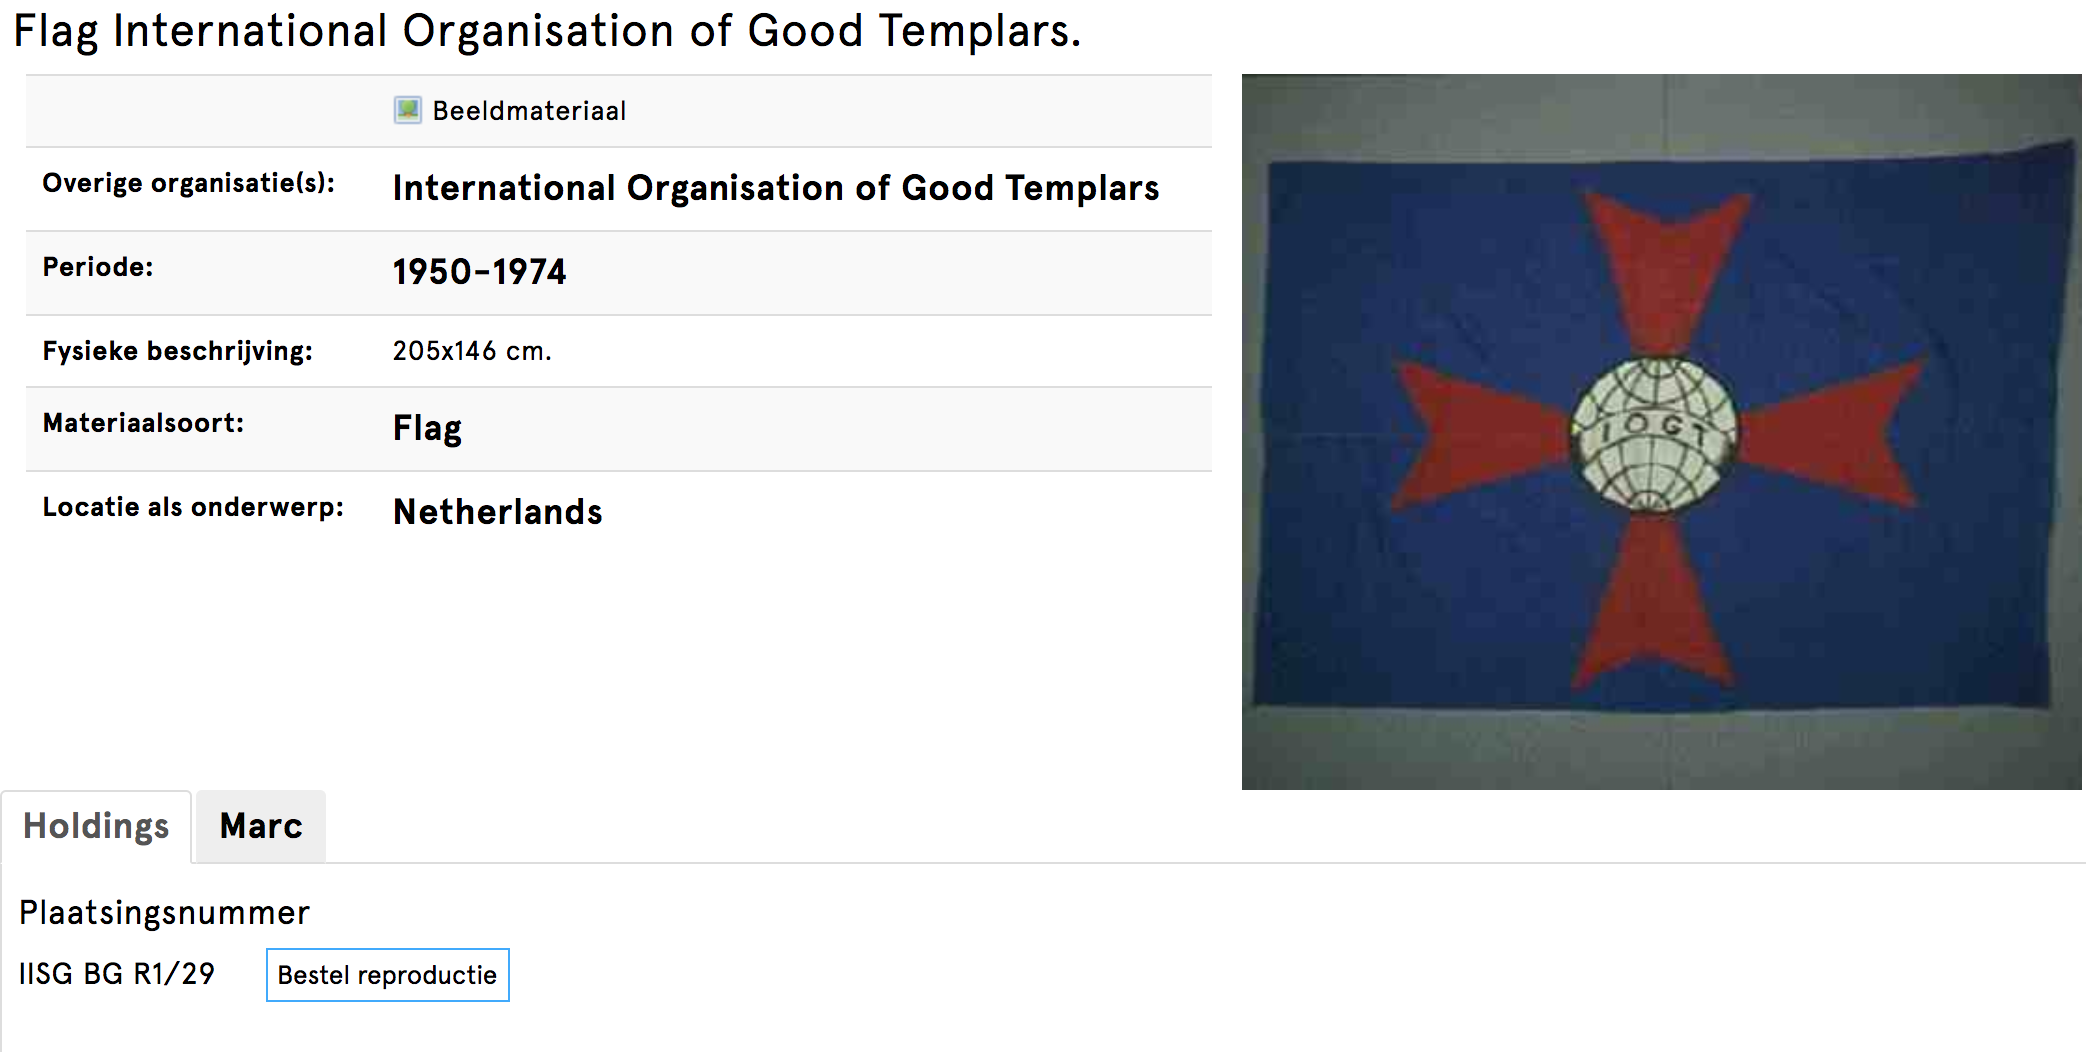 Flag International Organisation of Good Templars.
Beeldmateriaal
Overige organisatie(s): International Organisation of Good Templars
Periode: 1950-1974
Fysieke beschrijving: 205x146 cm.
Materiaalsoort: Flag
Locatie als onderwerp: Netherlands
IOGT
Holdings Marc
Plaatsingsnummer
IISG BG R1/29 Bestel reproductie